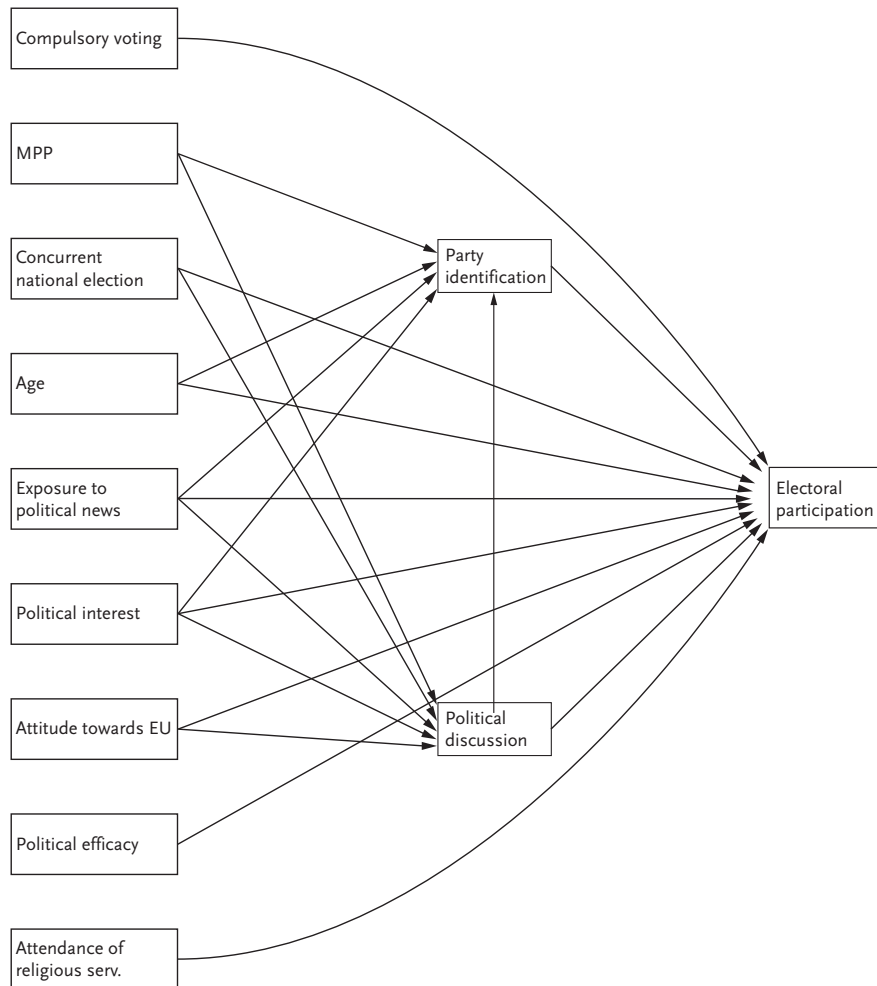 Compulsory voting
MPP
Concurrent
national election
Party
identification
Age
Exposure to
political news
Electoral
participation
Political interest
Attitude towards EU
Political
discussion
Political efficacy
Attendance of
religious serv.